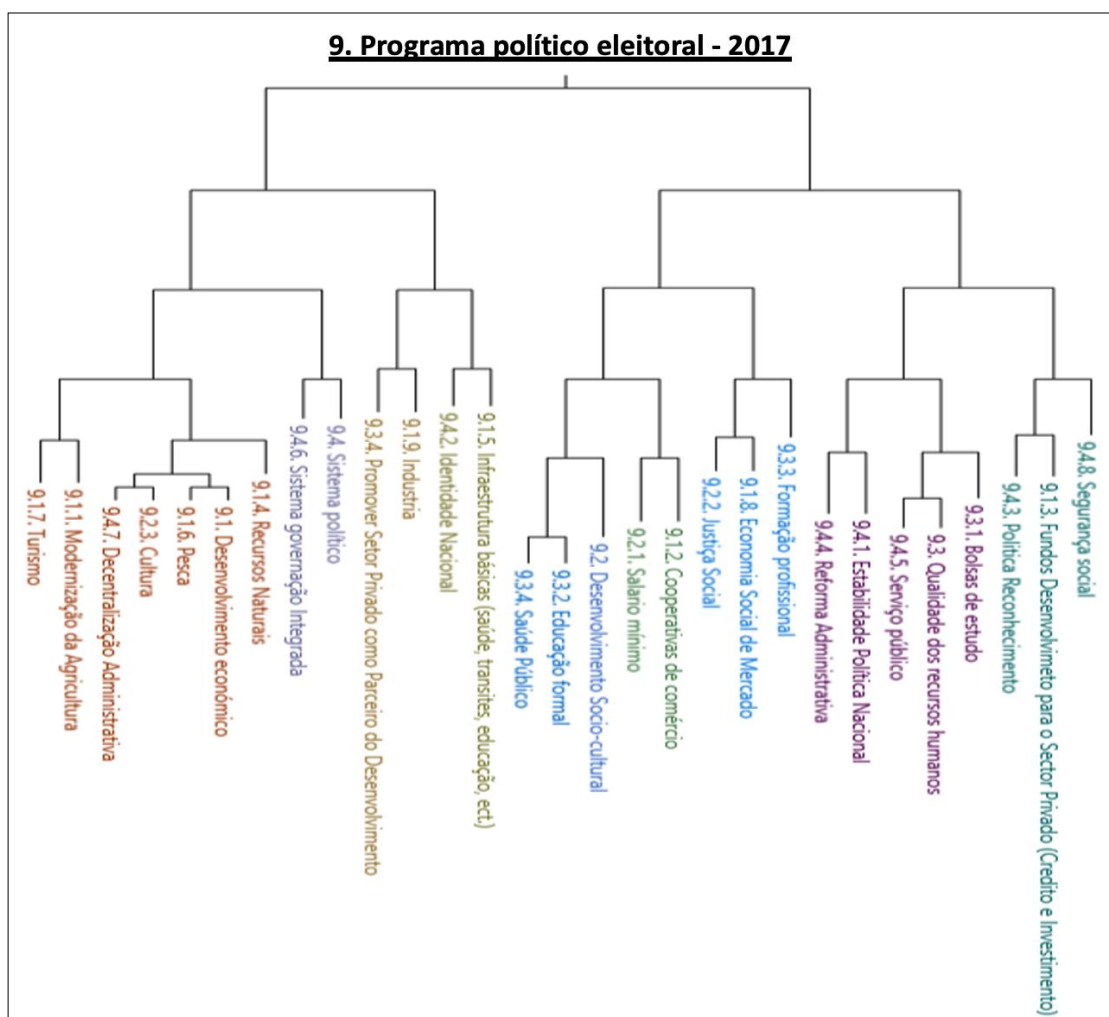 9. Programa político eleitoral - 2017
9.4.8. Segurança social
9.1.3. Fundos Desenvolvimeto para o Sector Privado (Credito e Investimento)
9.4.3. Política Reconhecimento
9.3.1. Bolsas de estudo
9.3. Qualidade dos recursos humanos
9.4.5. Serviço público
9.4.1. Estabilidade Política Nacional
9.4.4. Reforma Administrativa
9.3.3. Formação profissional
9.1.8. Economia Social de Mercado
9.2.2. Justiça Social
9.1.2. Cooperativas de comércio
9.2.1. Salario mínimo
9.2. Desenvolvimento Socio-cultural
9.3.2. Educação formal
9.3.4. Saúde Público
9.1.5. Infraestrutura básicas (saúde, transites, educação, ect.)
9.4.2. Identidade Nacional
9.1.9. Industria
9.3.4. Promover Setor Privado como Parceiro do Desenvolvimento
9.4. Sistema político
9.4.6. Sistema governação Integrada
9.1.4. Recursos Naturais
9.1. Desenvolvimento económico
9.1.6. Pesca
9.2.3. Cultura
9.4.7. Decentralização Administrativa
9.1.1. Modernização da Agricultura
9.1.7. Turismo